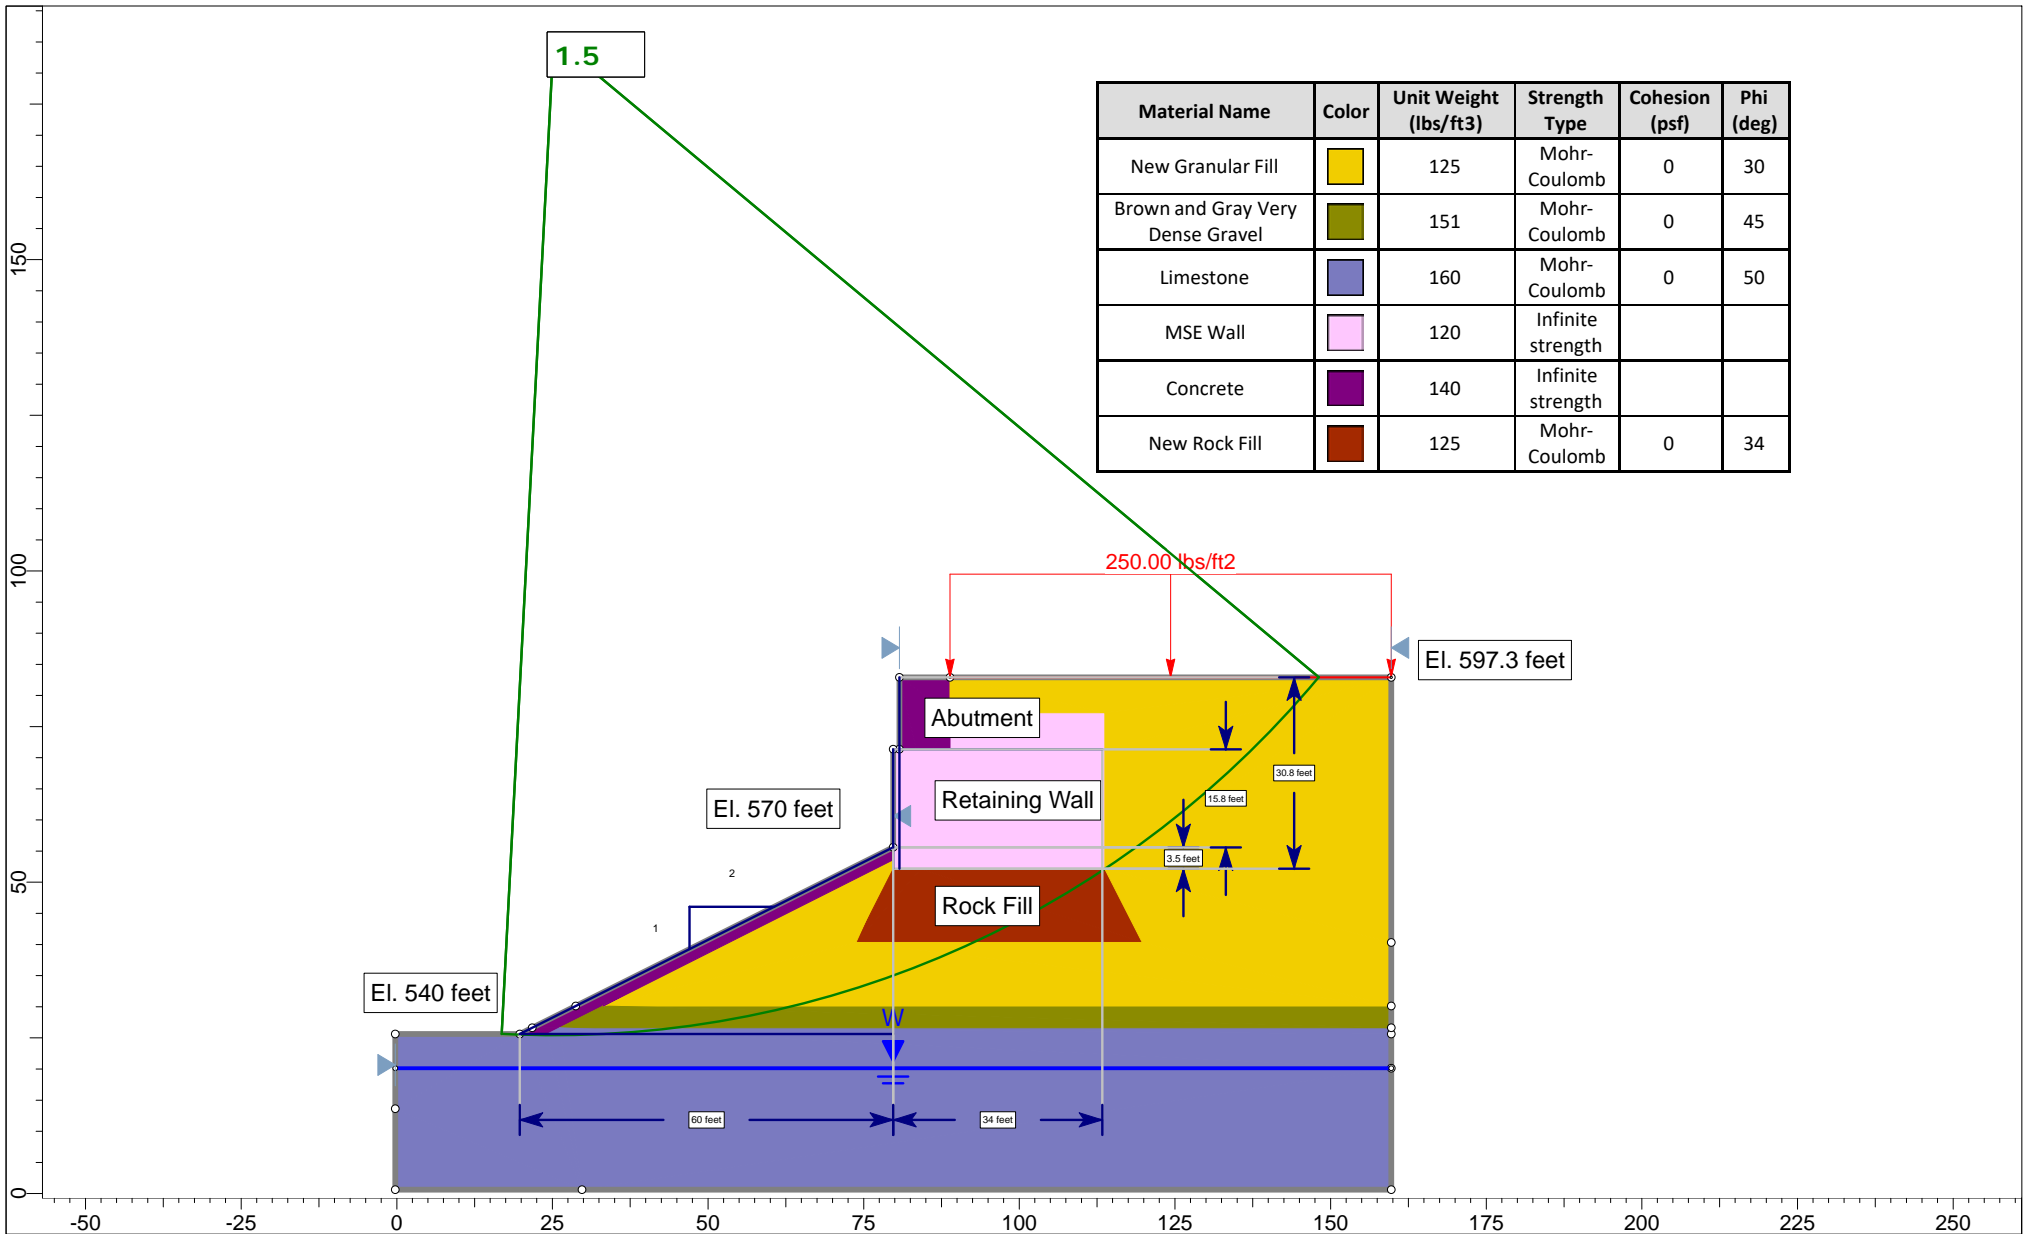 1.5
Material Name Color Unit Weight (lbs/ft3) Strength Type Cohesion (psf) Phi (deg)
New Granular Fill 125 Mohr-Coulomb 0 30
Brown and Gray Very Dense Gravel 151 Mohr-Coulomb 0 45
Limestone 160 Mohr-Coulomb 0 50
MSE Wall 120 Infinite strength
Concrete 140 Infinite strength
New Rock Fill 125 Mohr-Coulomb 0 34
250.00 lbs/ft2
El. 597.3 feet
Abutment
30.8 feet
15.8 feet
Retaining Wall
El. 570 feet
3.5 feet
2
1
Rock Fill
El. 540 feet
W
60 feet
34 feet
150
100
50
0
-50 -25 0 25 50 75 100 125 150 175 200 225 250